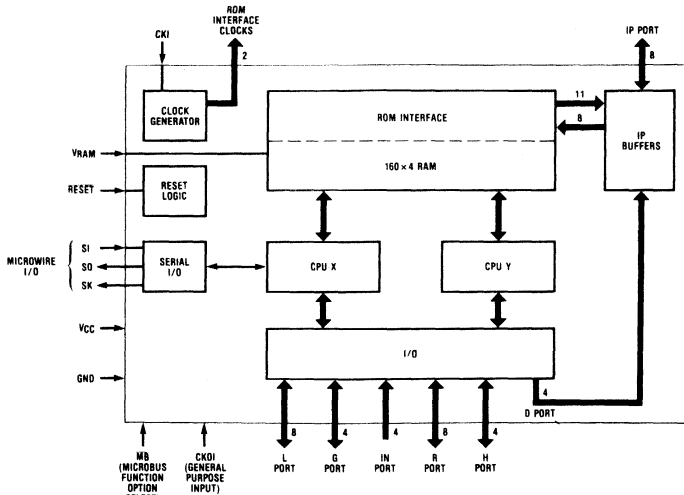 ROM
INTERFACE
CLOCKS
CKI
2
IP PORT
8
CLOCK
GENERATOR
ROM INTERFACE
11
8
IP
BUFFERS
VRAM
160 × 4 RAM
RESET
RESET
LOGIC
MICROWIRE
I/O
SI
SO
SK
SERIAL
I/O
CPU X
CPU Y
VCC
I/O
GND
4
D PORT
8
4
4
8
4
MB
(MICROBUS
FUNCTION
OPTION
CKOI
(GENERAL
PURPOSE
INPUT)
L
PORT
G
PORT
IN
PORT
R
PORT
H
PORT